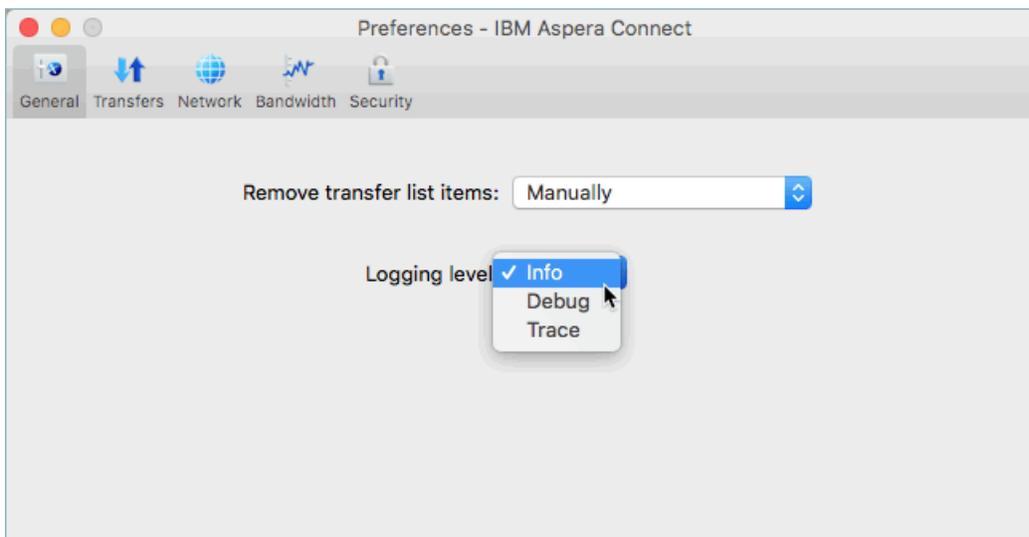 Preferences - IBM Aspera Connect
General Transfers Network Bandwidth Security
Remove transfer list items: Manually
Logging level ✓ Info
Debug
Trace